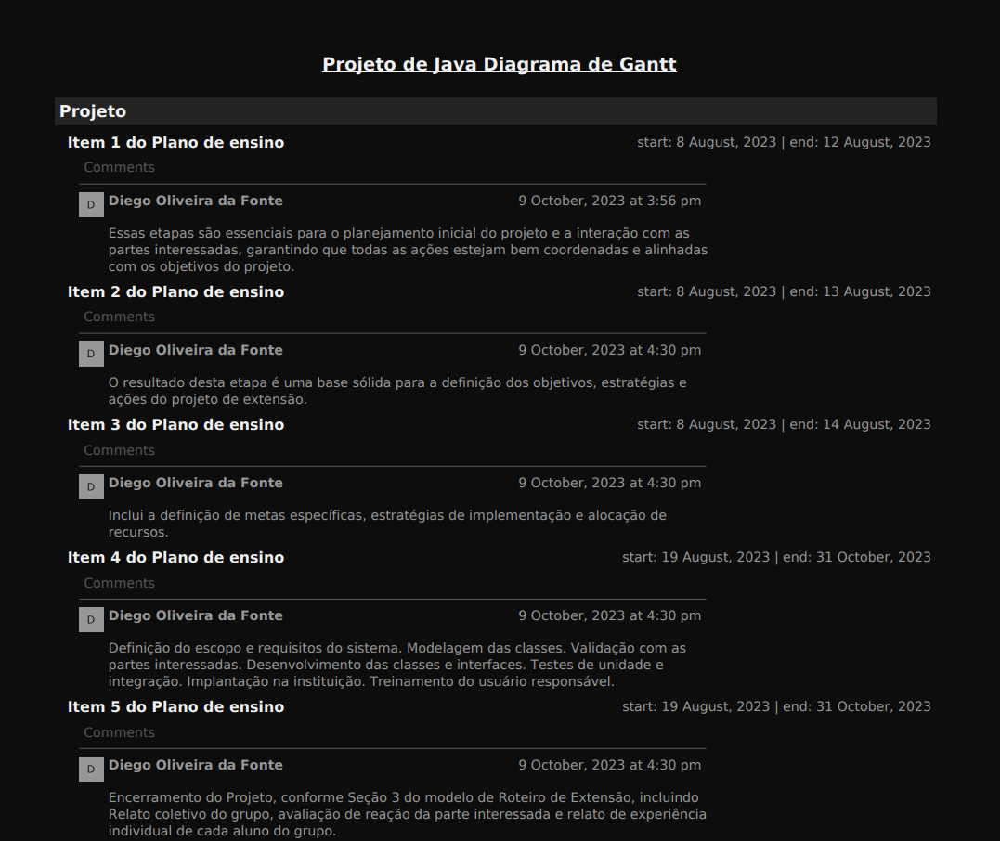 Projeto de Java Diagrama de Gantt
Projeto
Item 1 do Plano de ensino start: 8 August, 2023 | end: 12 August, 2023
Comments
D Diego Oliveira da Fonte 9 October, 2023 at 3:56 pm
Essas etapas são essenciais para o planejamento inicial do projeto e a interação com as
partes interessadas, garantindo que todas as ações estejam bem coordenadas e alinhadas
com os objetivos do projeto.
Item 2 do Plano de ensino start: 8 August, 2023 | end: 13 August, 2023
Comments
D Diego Oliveira da Fonte 9 October, 2023 at 4:30 pm
O resultado desta etapa é uma base sólida para a definição dos objetivos, estratégias e
ações do projeto de extensão.
Item 3 do Plano de ensino start: 8 August, 2023 | end: 14 August, 2023
Comments
D Diego Oliveira da Fonte 9 October, 2023 at 4:30 pm
Inclui a definição de metas específicas, estratégias de implementação e alocação de
recursos.
Item 4 do Plano de ensino start: 19 August, 2023 | end: 31 October, 2023
Comments
D Diego Oliveira da Fonte 9 October, 2023 at 4:30 pm
Definição do escopo e requisitos do sistema. Modelagem das classes. Validação com as
partes interessadas. Desenvolvimento das classes e interfaces. Testes de unidade e
integração. Implantação na instituição. Treinamento do usuário responsável.
Item 5 do Plano de ensino start: 19 August, 2023 | end: 31 October, 2023
Comments
D Diego Oliveira da Fonte 9 October, 2023 at 4:30 pm
Encerramento do Projeto, conforme Seção 3 do modelo de Roteiro de Extensão, incluindo
Relato coletivo do grupo, avaliação de reação da parte interessada e relato de experiência
individual de cada aluno do grupo.